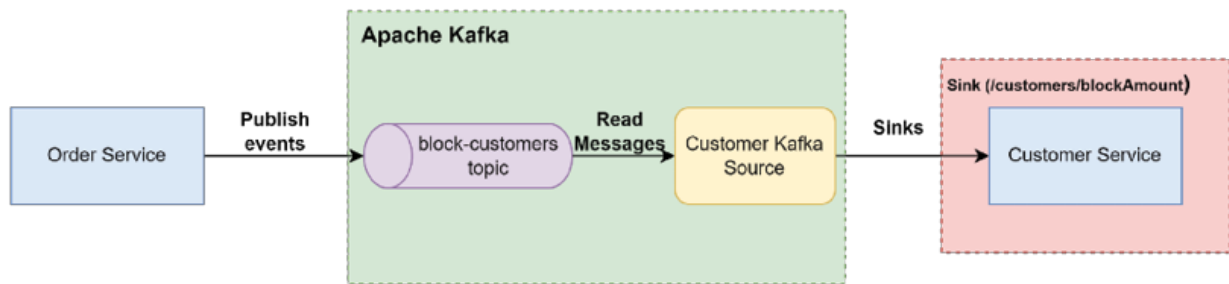 Apache Kafka
Order Service
Publish
events
block-customers
topic
Read
Messages
Customer Kafka
Source
Sinks
Sink (/customers/blockAmount)
Customer Service